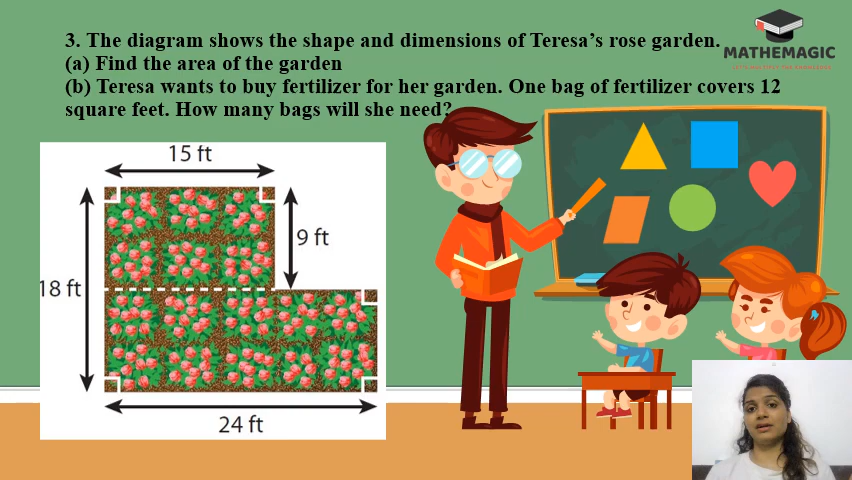 3. The diagram shows the shape and dimensions of Teresa’s rose garden.
(a) Find the area of the garden
(b) Teresa wants to buy fertilizer for her garden. One bag of fertilizer covers 12
square feet. How many bags will she need?
MATHEMAGIC
15 ft
9 ft
18 ft
24 ft